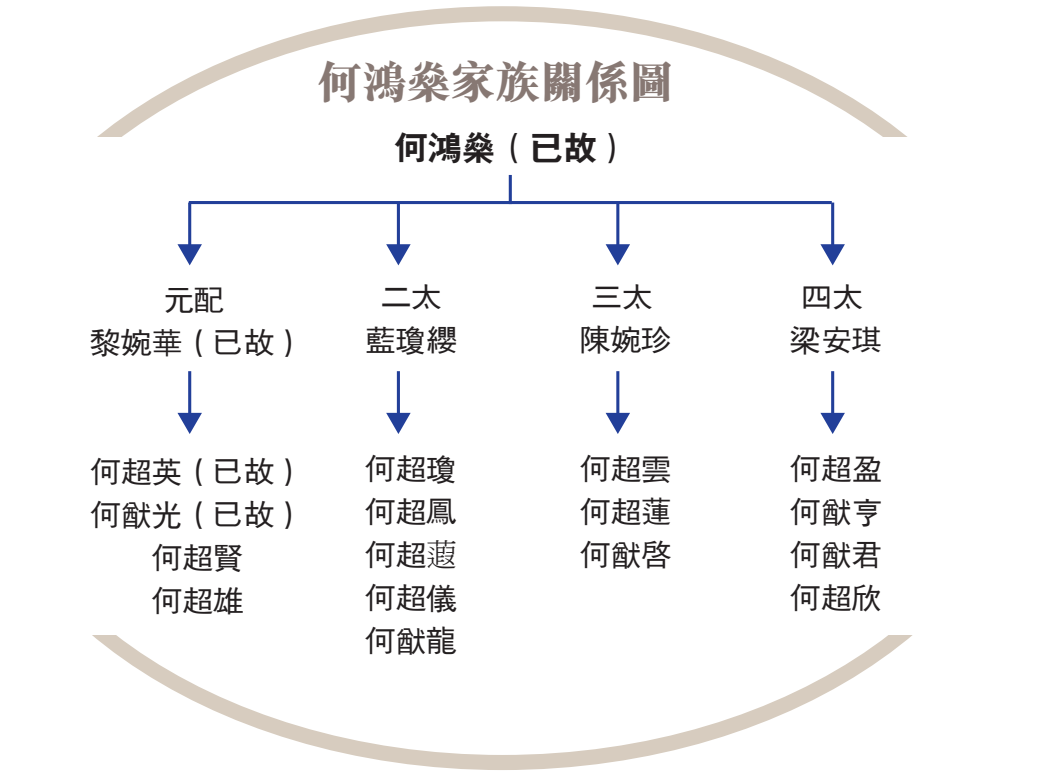 何鴻燊家族關係圖
何鴻燊（已故）
元配
黎婉華（已故）
何超英（已故）
何猷光（已故）
何超賢
何超雄
二太
藍瓊纓
何超瓊
何超鳳
何超蕸
何超儀
何猷龍
三太
陳婉珍
何超雲
何超蓮
何猷啓
四太
梁安琪
何超盈
何猷亨
何猷君
何超欣